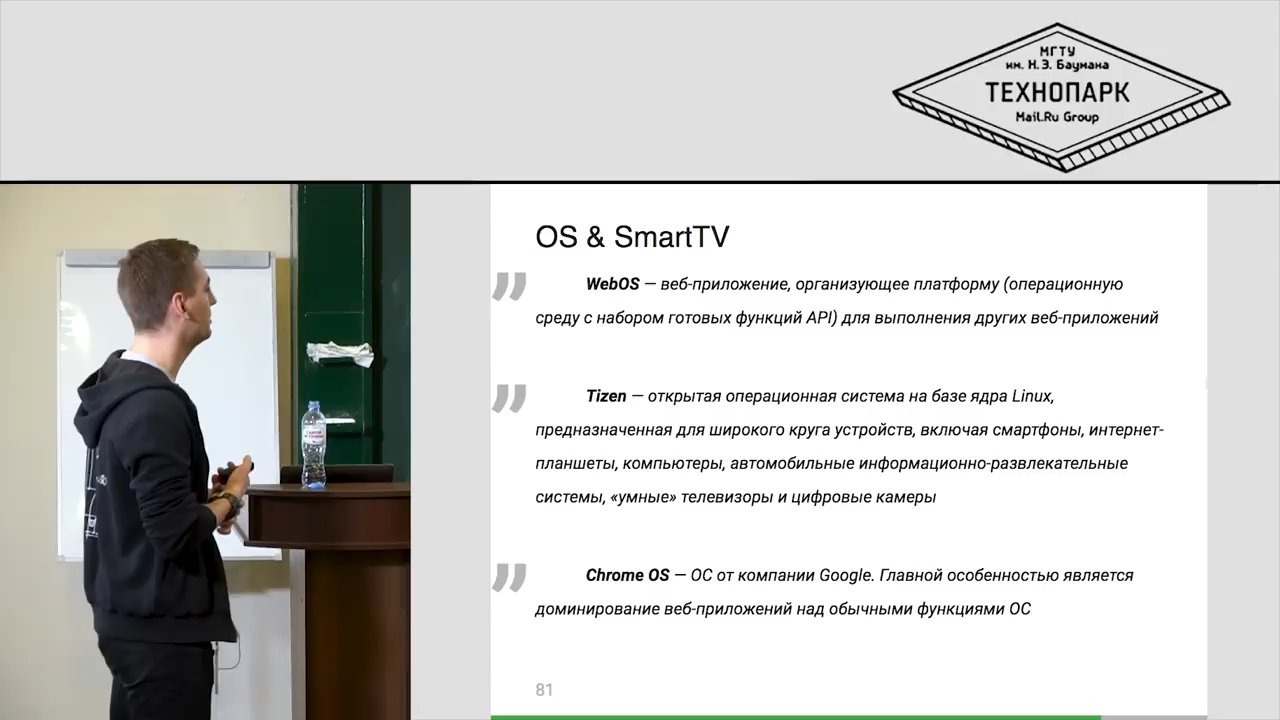 МГТУ
им. Н.Э. Баумана
ТЕХНОПАРК
Mail.Ru Group
OS & SmartTV
WebOS — веб-приложение, организующее платформу (операционную
среду с набором готовых функций API) для выполнения других веб-приложений
Tizen — открытая операционная система на базе ядра Linux,
предназначенная для широкого круга устройств, включая смартфоны, интернет-
планшеты, компьютеры, автомобильные информационно-развлекательные
системы, «умные» телевизоры и цифровые камеры
Chrome OS — ОС от компании Google. Главной особенностью является
доминирование веб-приложений над обычными функциями ОС
81